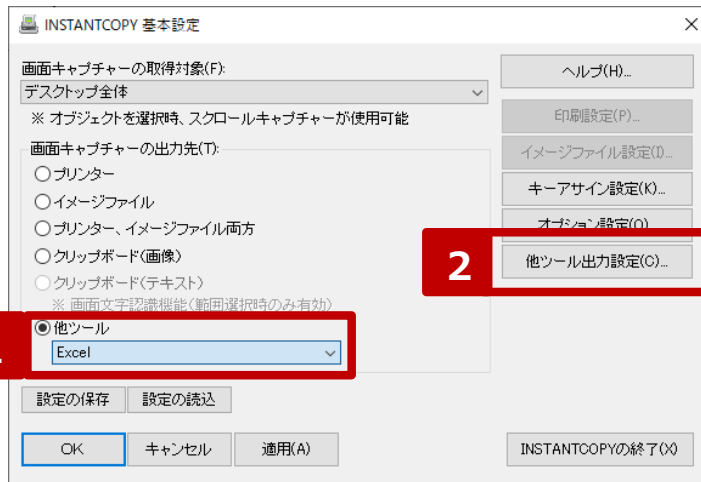 INSTANTCOPY 基本設定
画面キャプチャーの取得対象(F):
デスクトップ全体
※ オブジェクトを選択時、スクロールキャプチャーが使用可能
画面キャプチャーの出力先(T):
プリンター
イメージファイル
プリンター、イメージファイル両方
クリップボード(画像)
クリップボード(テキスト)
※ 画面文字認識機能(範囲選択時のみ有効)
他ツール
Excel
設定の保存 設定の読込
OK キャンセル 適用(A)
ヘルプ(H)...
印刷設定(P)...
イメージファイル設定(I)...
キーアサイン設定(K)...
オプション設定(O)
2
他ツール出力設定(C)...
INSTANTCOPYの終了(X)